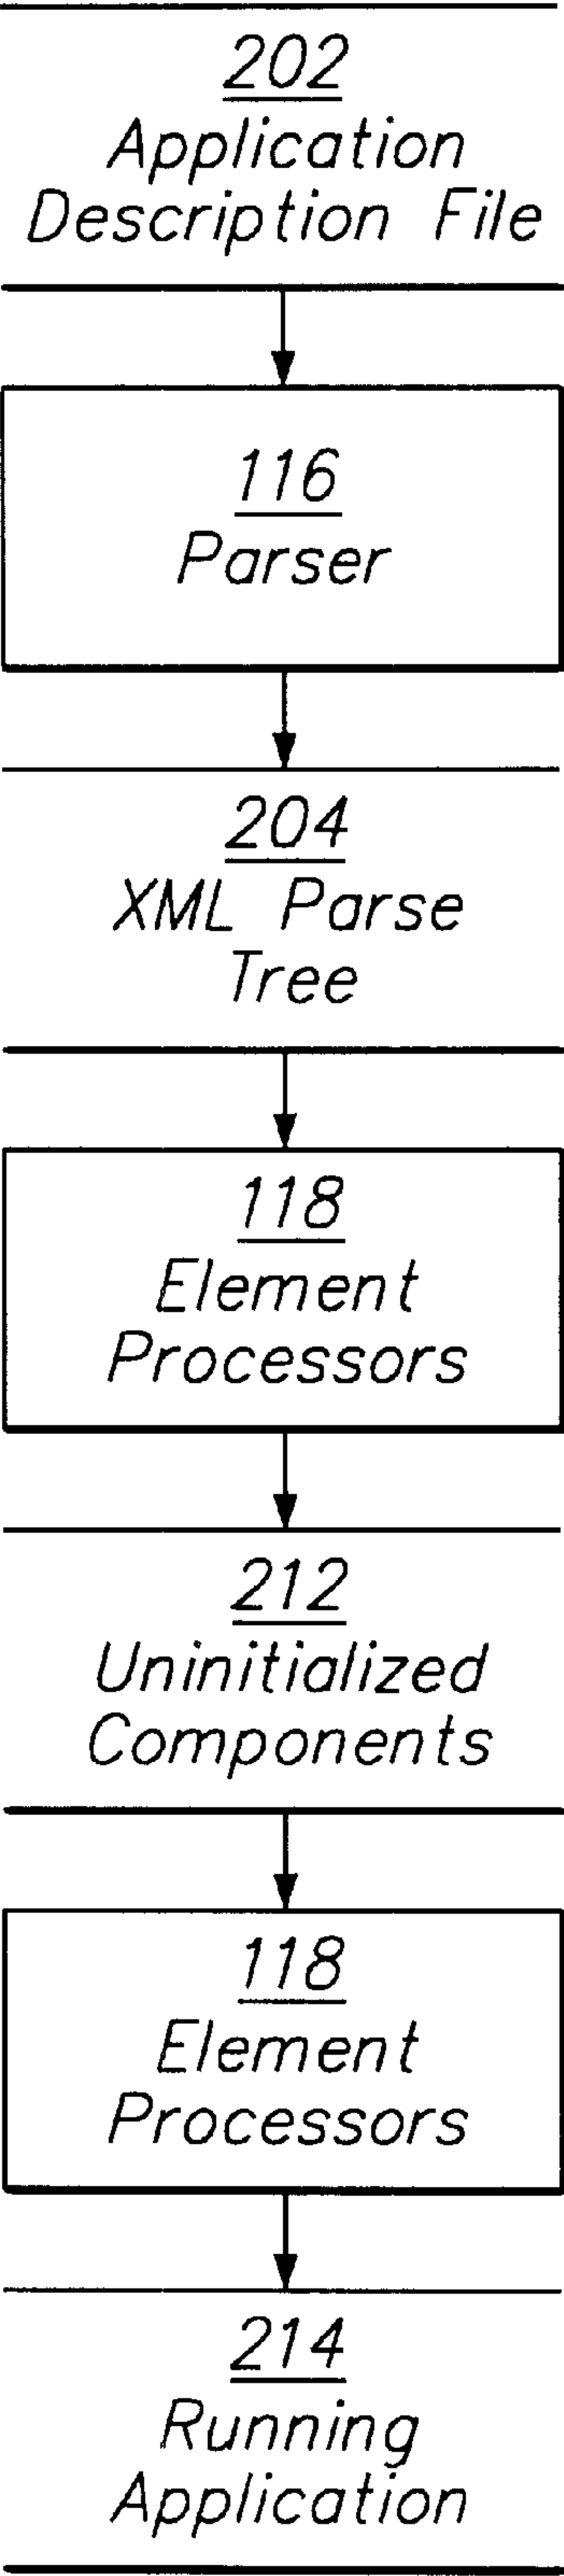 202
Application
Description File
116
Parser
204
XML Parse
Tree
118
Element
Processors
212
Uninitialized
Components
118
Element
Processors
214
Running
Application